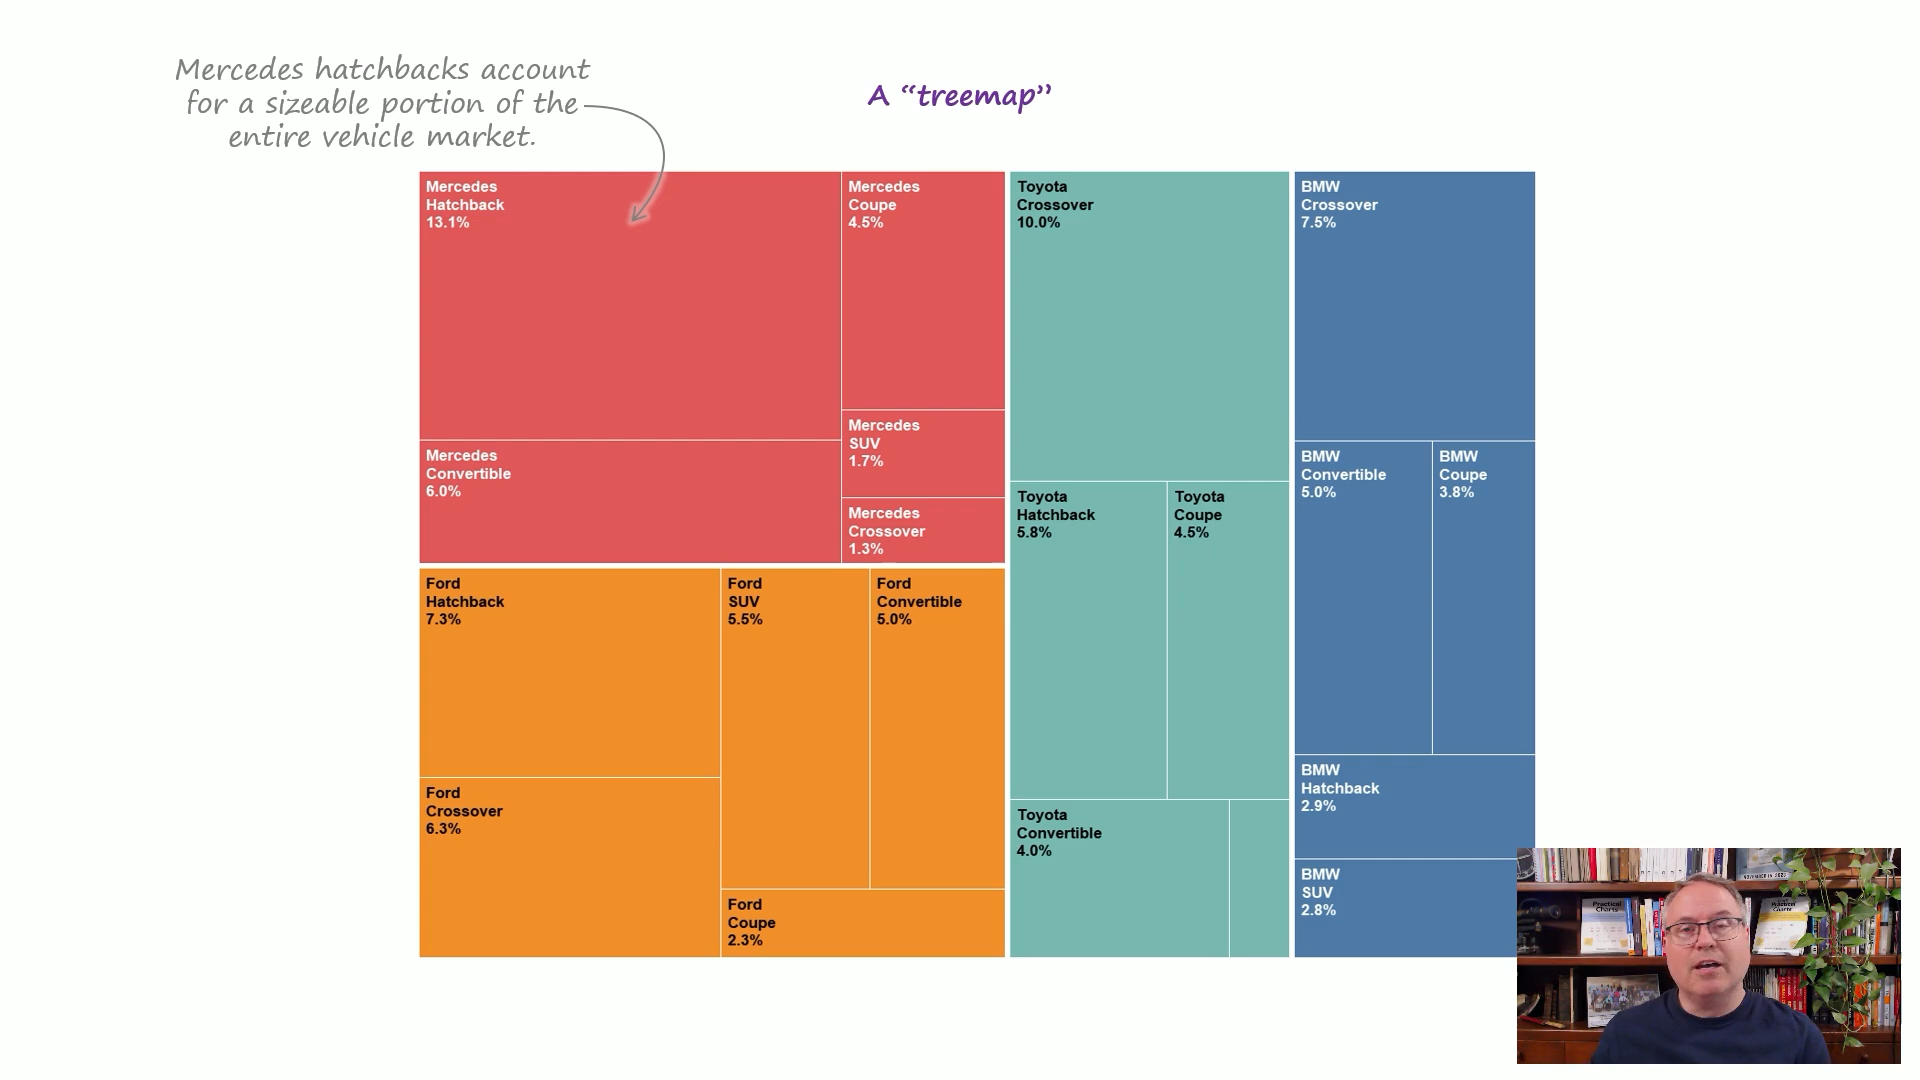 Mercedes hatchbacks account
for a sizeable portion of the
entire vehicle market.
A “treemap”
Mercedes
Hatchback
13.1%
Mercedes
Coupe
4.5%
Mercedes
SUV
1.7%
Mercedes
Crossover
1.3%
Mercedes
Convertible
6.0%
Ford
Hatchback
7.3%
Ford
SUV
5.5%
Ford
Convertible
5.0%
Ford
Crossover
6.3%
Ford
Coupe
2.3%
Toyota
Crossover
10.0%
Toyota
Hatchback
5.8%
Toyota
Coupe
4.5%
Toyota
Convertible
4.0%
BMW
Crossover
7.5%
BMW
Convertible
5.0%
BMW
Coupe
3.8%
BMW
Hatchback
2.9%
BMW
SUV
2.8%
Practical
Charts
Practical
Charts